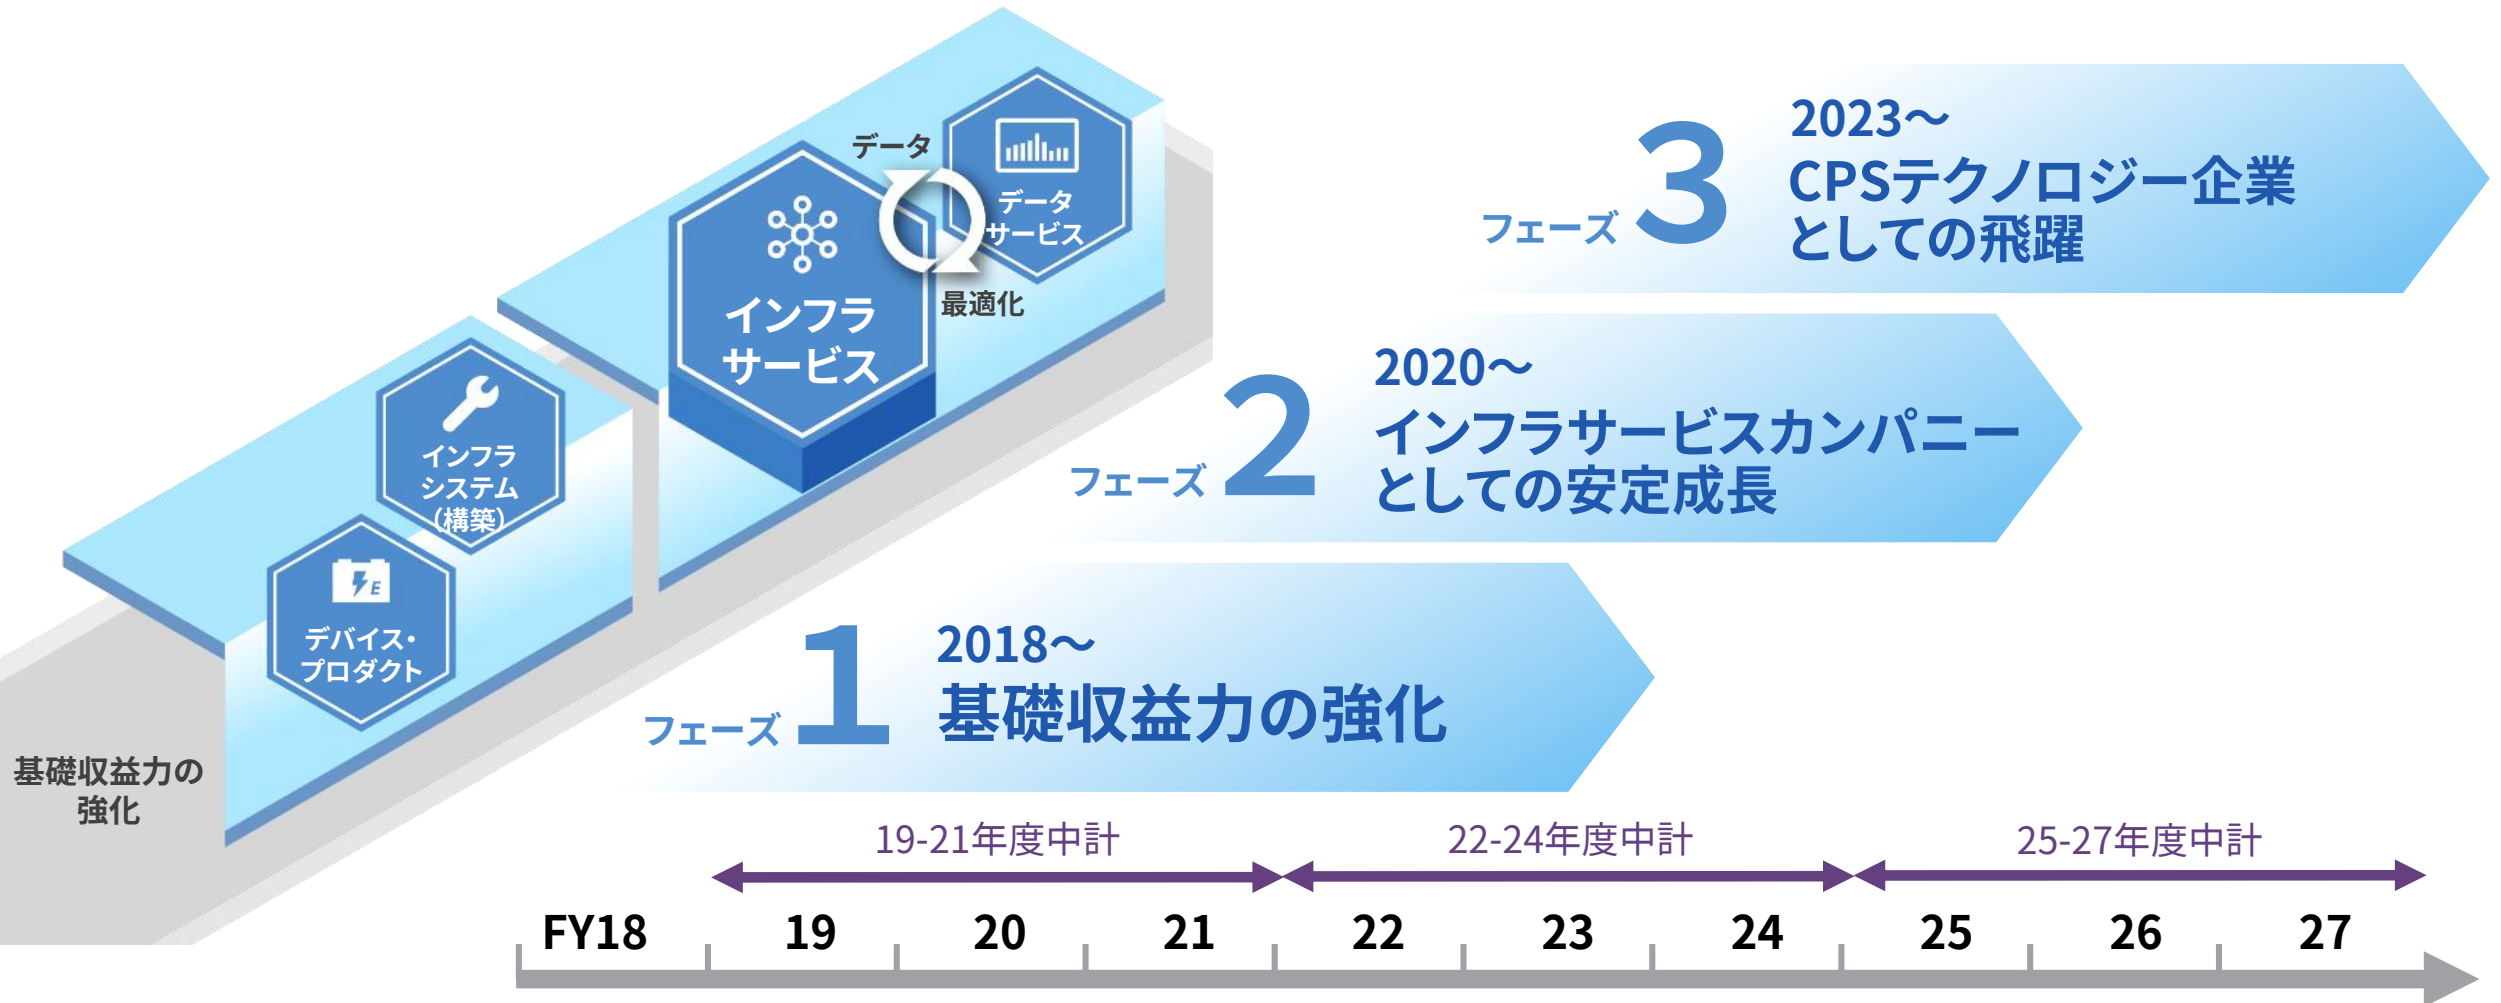 データ
データ
サービス
最適化
インフラ
サービス
インフラ
システム
（構築）
E
デバイス・
プロダクト
基礎収益力の
強化
フェーズ3
2023～
CPSテクノロジー企業
としての飛躍
フェーズ2
2020～
インフラサービスカンパニー
としての安定成長
フェーズ1
2018～
基礎収益力の強化
19-21年度中計 22-24年度中計 25-27年度中計
FY18 19 20 21 22 23 24 25 26 27